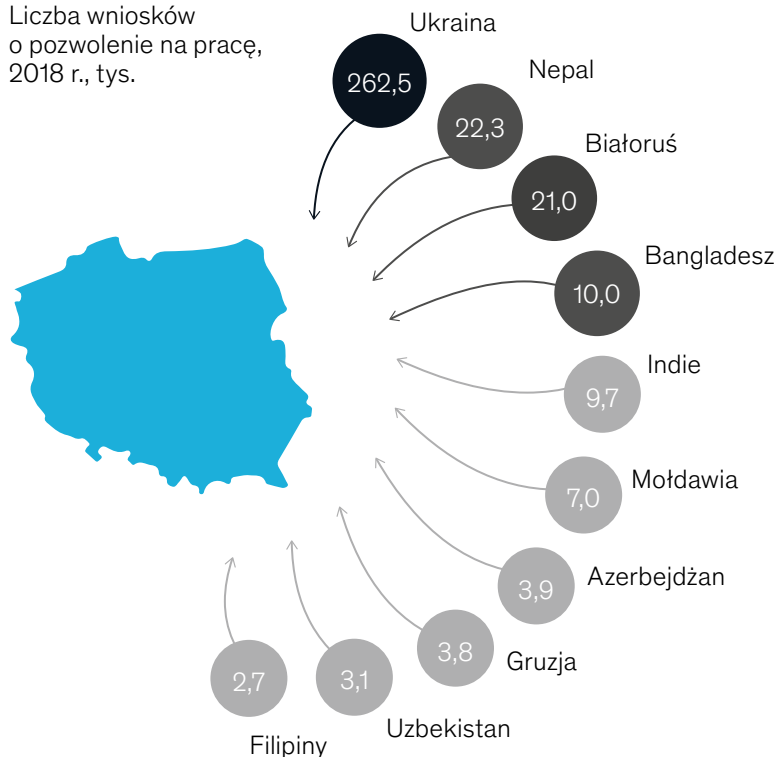 Liczba wniosków
o pozwolenie na pracę,
2018 r., tys.
Ukraina
262,5
Nepal
22,3
Białoruś
21,0
Bangladesz
10,0
Indie
9,7
Mołdawia
7,0
Azerbejdżan
3,9
Gruzja
3,8
Uzbekistan
3,1
Filipiny
2,7